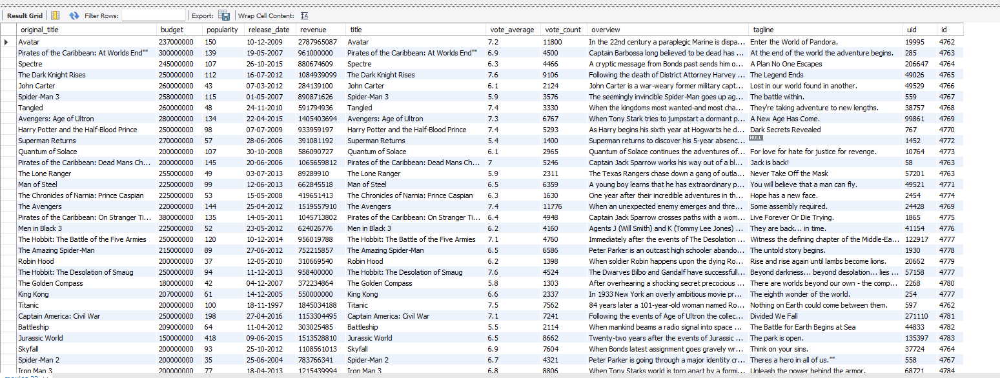 Result Grid Filter Rows: Export: Wrap Cell Content:
original_title budget popularity release_date revenue title vote_average vote_count overview tagline uid id
Avatar 237000000 150 10-12-2009 2787965087 Avatar 7.2 11800 In the 22nd century a paraplegic Marine is dispa... Enter the World of Pandora. 19995 4762
Pirates of the Caribbean: At Worlds End"" 300000000 139 19-05-2007 961000000 Pirates of the Caribbean: At Worlds End"" 6.9 4500 Captain Barbossa long believed to be dead has ... At the end of the world the adventure begins. 285 4763
Spectre 245000000 107 26-10-2015 880674609 Spectre 6.3 4466 A cryptic message from Bonds past sends him o... A Plan No One Escapes 206647 4764
The Dark Knight Rises 250000000 112 16-07-2012 1084939099 The Dark Knight Rises 7.6 9106 Following the death of District Attorney Harvey ... The Legend Ends 49026 4765
John Carter 260000000 43 07-03-2012 284139100 John Carter 6.1 2124 John Carter is a war-weary former military capt... Lost in our world found in another. 49529 4766
Spider-Man 3 258000000 115 01-05-2007 890871626 Spider-Man 3 5.9 3576 The seemingly invincible Spider-Man goes up ag... The battle within. 559 4767
Tangled 260000000 48 24-11-2010 591794936 Tangled 7.4 3330 When the kingdoms most wanted-and most cha... They're taking adventure to new lengths. 38757 4768
Avengers: Age of Ultron 280000000 134 22-04-2015 1405403694 Avengers: Age of Ultron 7.3 6767 When Tony Stark tries to jumpstart a dormant p... A New Age Has Come. 99861 4769
Harry Potter and the Half-Blood Prince 250000000 98 07-07-2009 933959197 Harry Potter and the Half-Blood Prince 7.4 5293 As Harry begins his sixth year at Hogwarts he d... Dark Secrets Revealed 767 4770
Superman Returns 270000000 57 28-06-2006 391081192 Superman Returns 5.4 1400 Superman returns to discover his 5-year absenc... NULL 1452 4772
Quantum of Solace 200000000 107 30-10-2008 586090727 Quantum of Solace 6.1 2965 Quantum of Solace continues the adventures of... For love for hate for justice for revenge. 10764 4773
Pirates of the Caribbean: Dead Mans Ch... 200000000 145 20-06-2006 1065659812 Pirates of the Caribbean: Dead Mans Ch... 7 5246 Captain Jack Sparrow works his way out of a bl... Jack is back! 58 4763
The Lone Ranger 255000000 49 03-07-2013 89289910 The Lone Ranger 5.9 2311 The Texas Rangers chase down a gang of outla... Never Take Off the Mask 57201 4763
Man of Steel 225000000 99 12-06-2013 662845518 Man of Steel 6.5 6359 A young boy learns that he has extraordinary p... You will believe that a man can fly. 49521 4771
The Chronicles of Narnia: Prince Caspian 225000000 53 15-05-2008 419651413 The Chronicles of Narnia: Prince Caspian 6.3 1630 One year after their incredible adventures in th... Hope has a new face. 2454 4774
The Avengers 220000000 144 25-04-2012 1519557910 The Avengers 7.4 11776 When an unexpected enemy emerges and thre... Some assembly required. 24428 4769
Pirates of the Caribbean: On Stranger Ti... 380000000 135 14-05-2011 1045713802 Pirates of the Caribbean: On Stranger Ti... 6.4 4948 Captain Jack Sparrow crosses paths with a wom... Live Forever Or Die Trying. 1865 4775
Men in Black 3 225000000 52 23-05-2012 624026776 Men in Black 3 6.2 4160 Agents J (Will Smith) and K (Tommy Lee Jones) ... They are back... in time. 41154 4776
The Hobbit: The Battle of the Five Armies 250000000 120 10-12-2014 956019788 The Hobbit: The Battle of the Five Armies 7.1 4760 Immediately after the events of The Desolation ... Witness the defining chapter of the Middle-Ea... 122917 4777
The Amazing Spider-Man 215000000 89 27-06-2012 752215857 The Amazing Spider-Man 6.5 6586 Peter Parker is an outcast high schooler abando... The untold story begins. 1930 4778
Robin Hood 200000000 37 12-05-2010 310669540 Robin Hood 6.2 1398 When soldier Robin happens upon the dying Ro... Rise and rise again until lambs become lions. 20662 4779
The Hobbit: The Desolation of Smaug 250000000 94 11-12-2013 958400000 The Hobbit: The Desolation of Smaug 7.6 4524 The Dwarves Bilbo and Gandalf have successfull... Beyond darkness... beyond desolation... lies ... 57158 4777
The Golden Compass 180000000 42 04-12-2007 372234864 The Golden Compass 5.8 1303 After overhearing a shocking secret precocious ... There are worlds beyond our own - the comp... 2268 4780
King Kong 207000000 61 14-12-2005 550000000 King Kong 6.6 2337 In 1933 New York an overly ambitious movie pr... The eighth wonder of the world. 254 4777
Titanic 200000000 100 18-11-1997 1845034188 Titanic 7.5 7562 84 years later a 101-year-old woman named Ro... Nothing on Earth could come between them. 597 4762
Captain America: Civil War 250000000 198 27-04-2016 1153304495 Captain America: Civil War 7.1 7241 Following the events of Age of Ultron the collec... Divided We Fall 271110 4781
Battleship 209000000 64 11-04-2012 303025485 Battleship 5.5 2114 When mankind beams a radio signal into space ... The Battle for Earth Begins at Sea 44833 4782
Jurassic World 150000000 418 09-06-2015 1513528810 Jurassic World 6.5 8662 Twenty-two years after the events of Jurassic ... The park is open. 135397 4783
Skyfall 200000000 93 25-10-2012 1108561013 Skyfall 6.9 7604 When Bonds latest assignment goes gravely wr... Think on your sins. 37724 4764
Spider-Man 2 200000000 35 25-06-2004 783766341 Spider-Man 2 6.7 4321 Peter Parker is going through a major identity cr... Theres a hero in all of us."" 558 4767
Iron Man 3 200000000 77 18-04-2013 1215439994 Iron Man 3 6.8 8806 When Tony Starks world is torn apart by a formi... Unleash the power behind the armor. 68721 4784